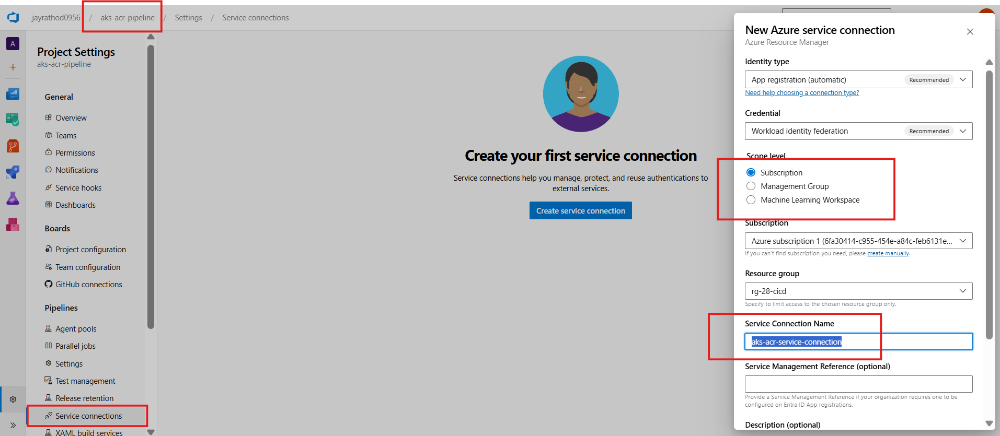 jayrathod0956 / aks-acr-pipeline / Settings / Service connections
A
Project Settings
aks-acr-pipeline
General
Overview
Teams
Permissions
Notifications
Service hooks
Dashboards
Boards
Project configuration
Team configuration
GitHub connections
Pipelines
Agent pools
Parallel jobs
Settings
Test management
Release retention
Service connections
XAML build services
Create your first service connection
Service connections help you manage, protect, and reuse authentications to
external services.
Create service connection
New Azure service connection
Azure Resource Manager
Identity type
App registration (automatic) Recommended
Need help choosing a connection type?
Credential
Workload identity federation Recommended
Scope level
Subscription
Management Group
Machine Learning Workspace
Subscription
Azure subscription 1 (6fa30414-c955-454e-a84c-feb6131e...
If you can't find subscription you need, please create manually.
Resource group
rg-28-cicd
Specify to limit access to the chosen resource group only.
Service Connection Name
aks-acr-service-connection
Service Management Reference (optional)
Provide a Service Management Reference if your organization requires one to be
configured on Entra ID App registrations.
Description (optional)